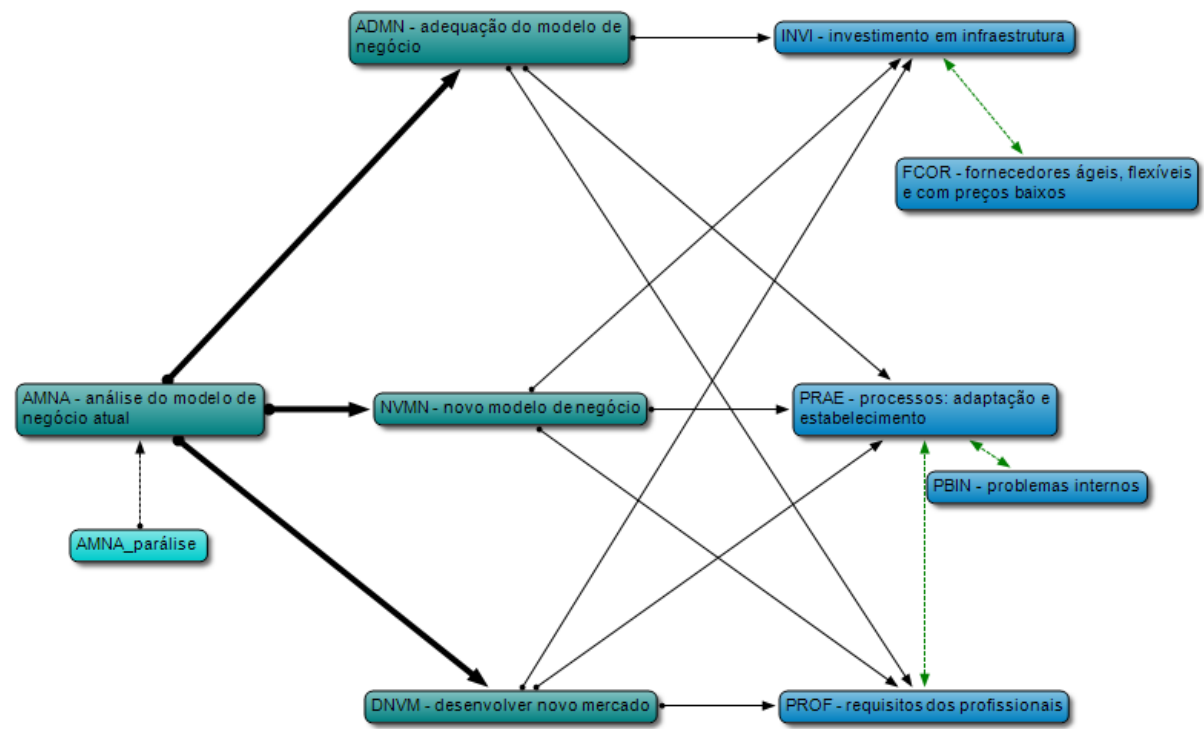 ADMN - adequação do modelo de
negócio
INVI - investimento em infraestrutura
FCOR - fornecedores ágeis, flexíveis
e com preços baixos
AMNA - análise do modelo de
negócio atual
NVMN - novo modelo de negócio
PRAE - processos: adaptação e
estabelecimento
PBIN - problemas internos
AMNA_parálise
DNVM - desenvolver novo mercado
PROF - requisitos dos profissionais